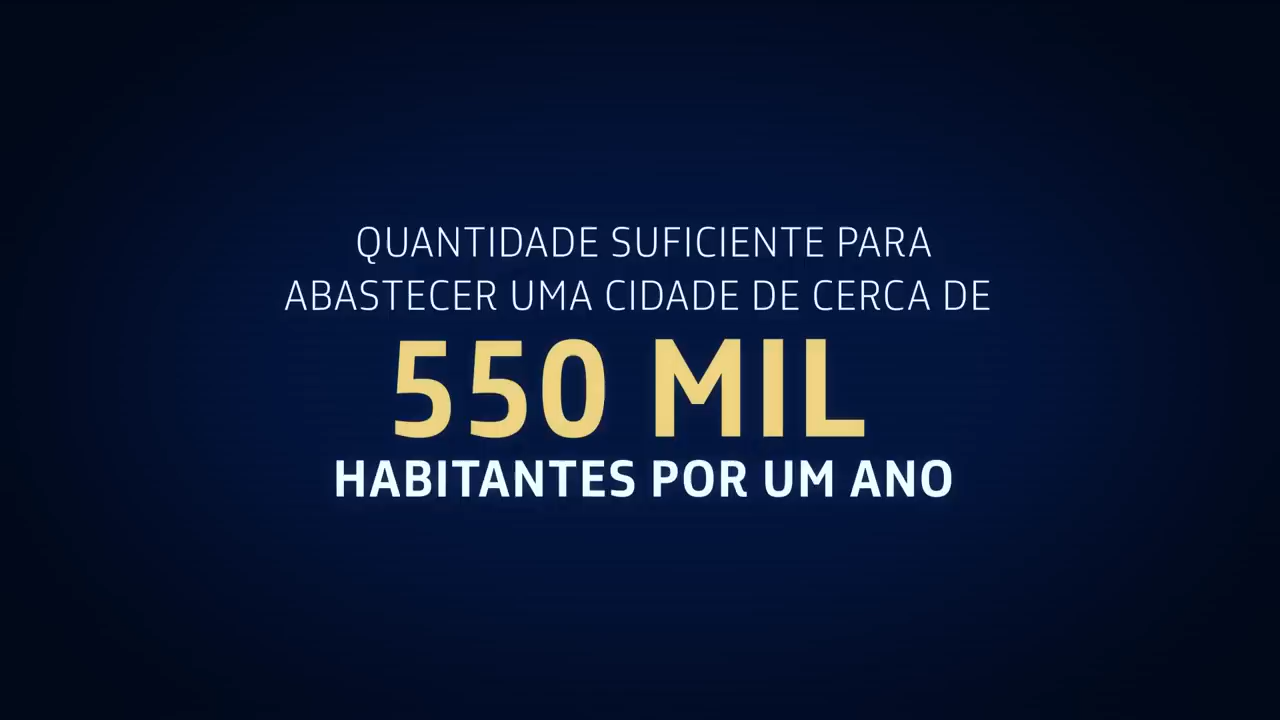 QUANTIDADE SUFICIENTE PARA
ABASTECER UMA CIDADE DE CERCA DE
550 MIL
HABITANTES POR UM ANO